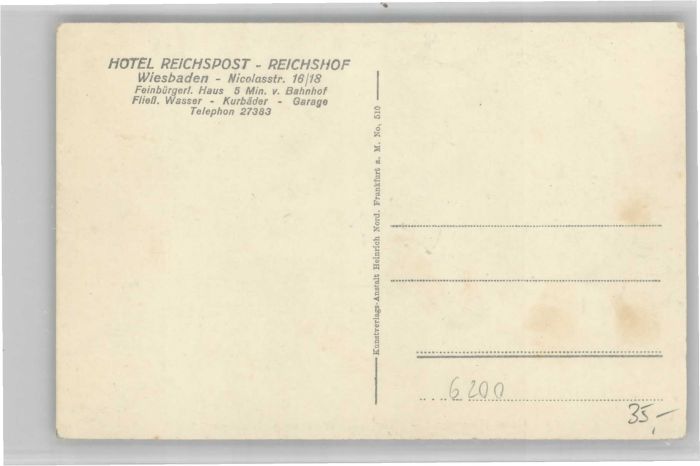 HOTEL REICHSPOST - REICHSHOF
Wiesbaden - Nicolasstr. 16/18
Feinbürgerl. Haus 5 Min. v. Bahnhof
Fließ. Wasser - Kurbäder - Garage
Telephon 27383
Kunstverlags-Anstalt Heinrich Nord. Frankfurt a. M. No. 510
6200
35,-